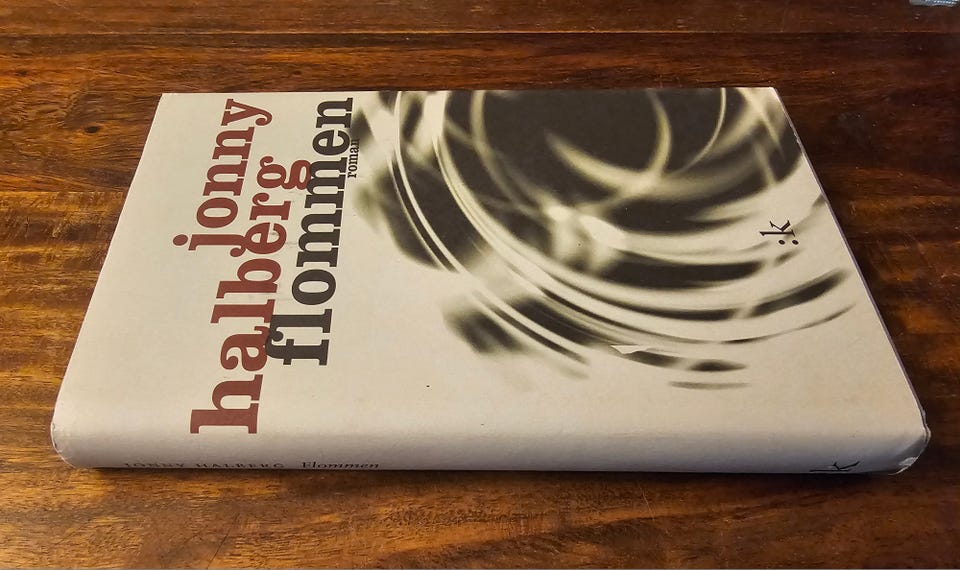 jonny
halberg
flommen
roman
:k
JONNY HALBERG Flommen
k